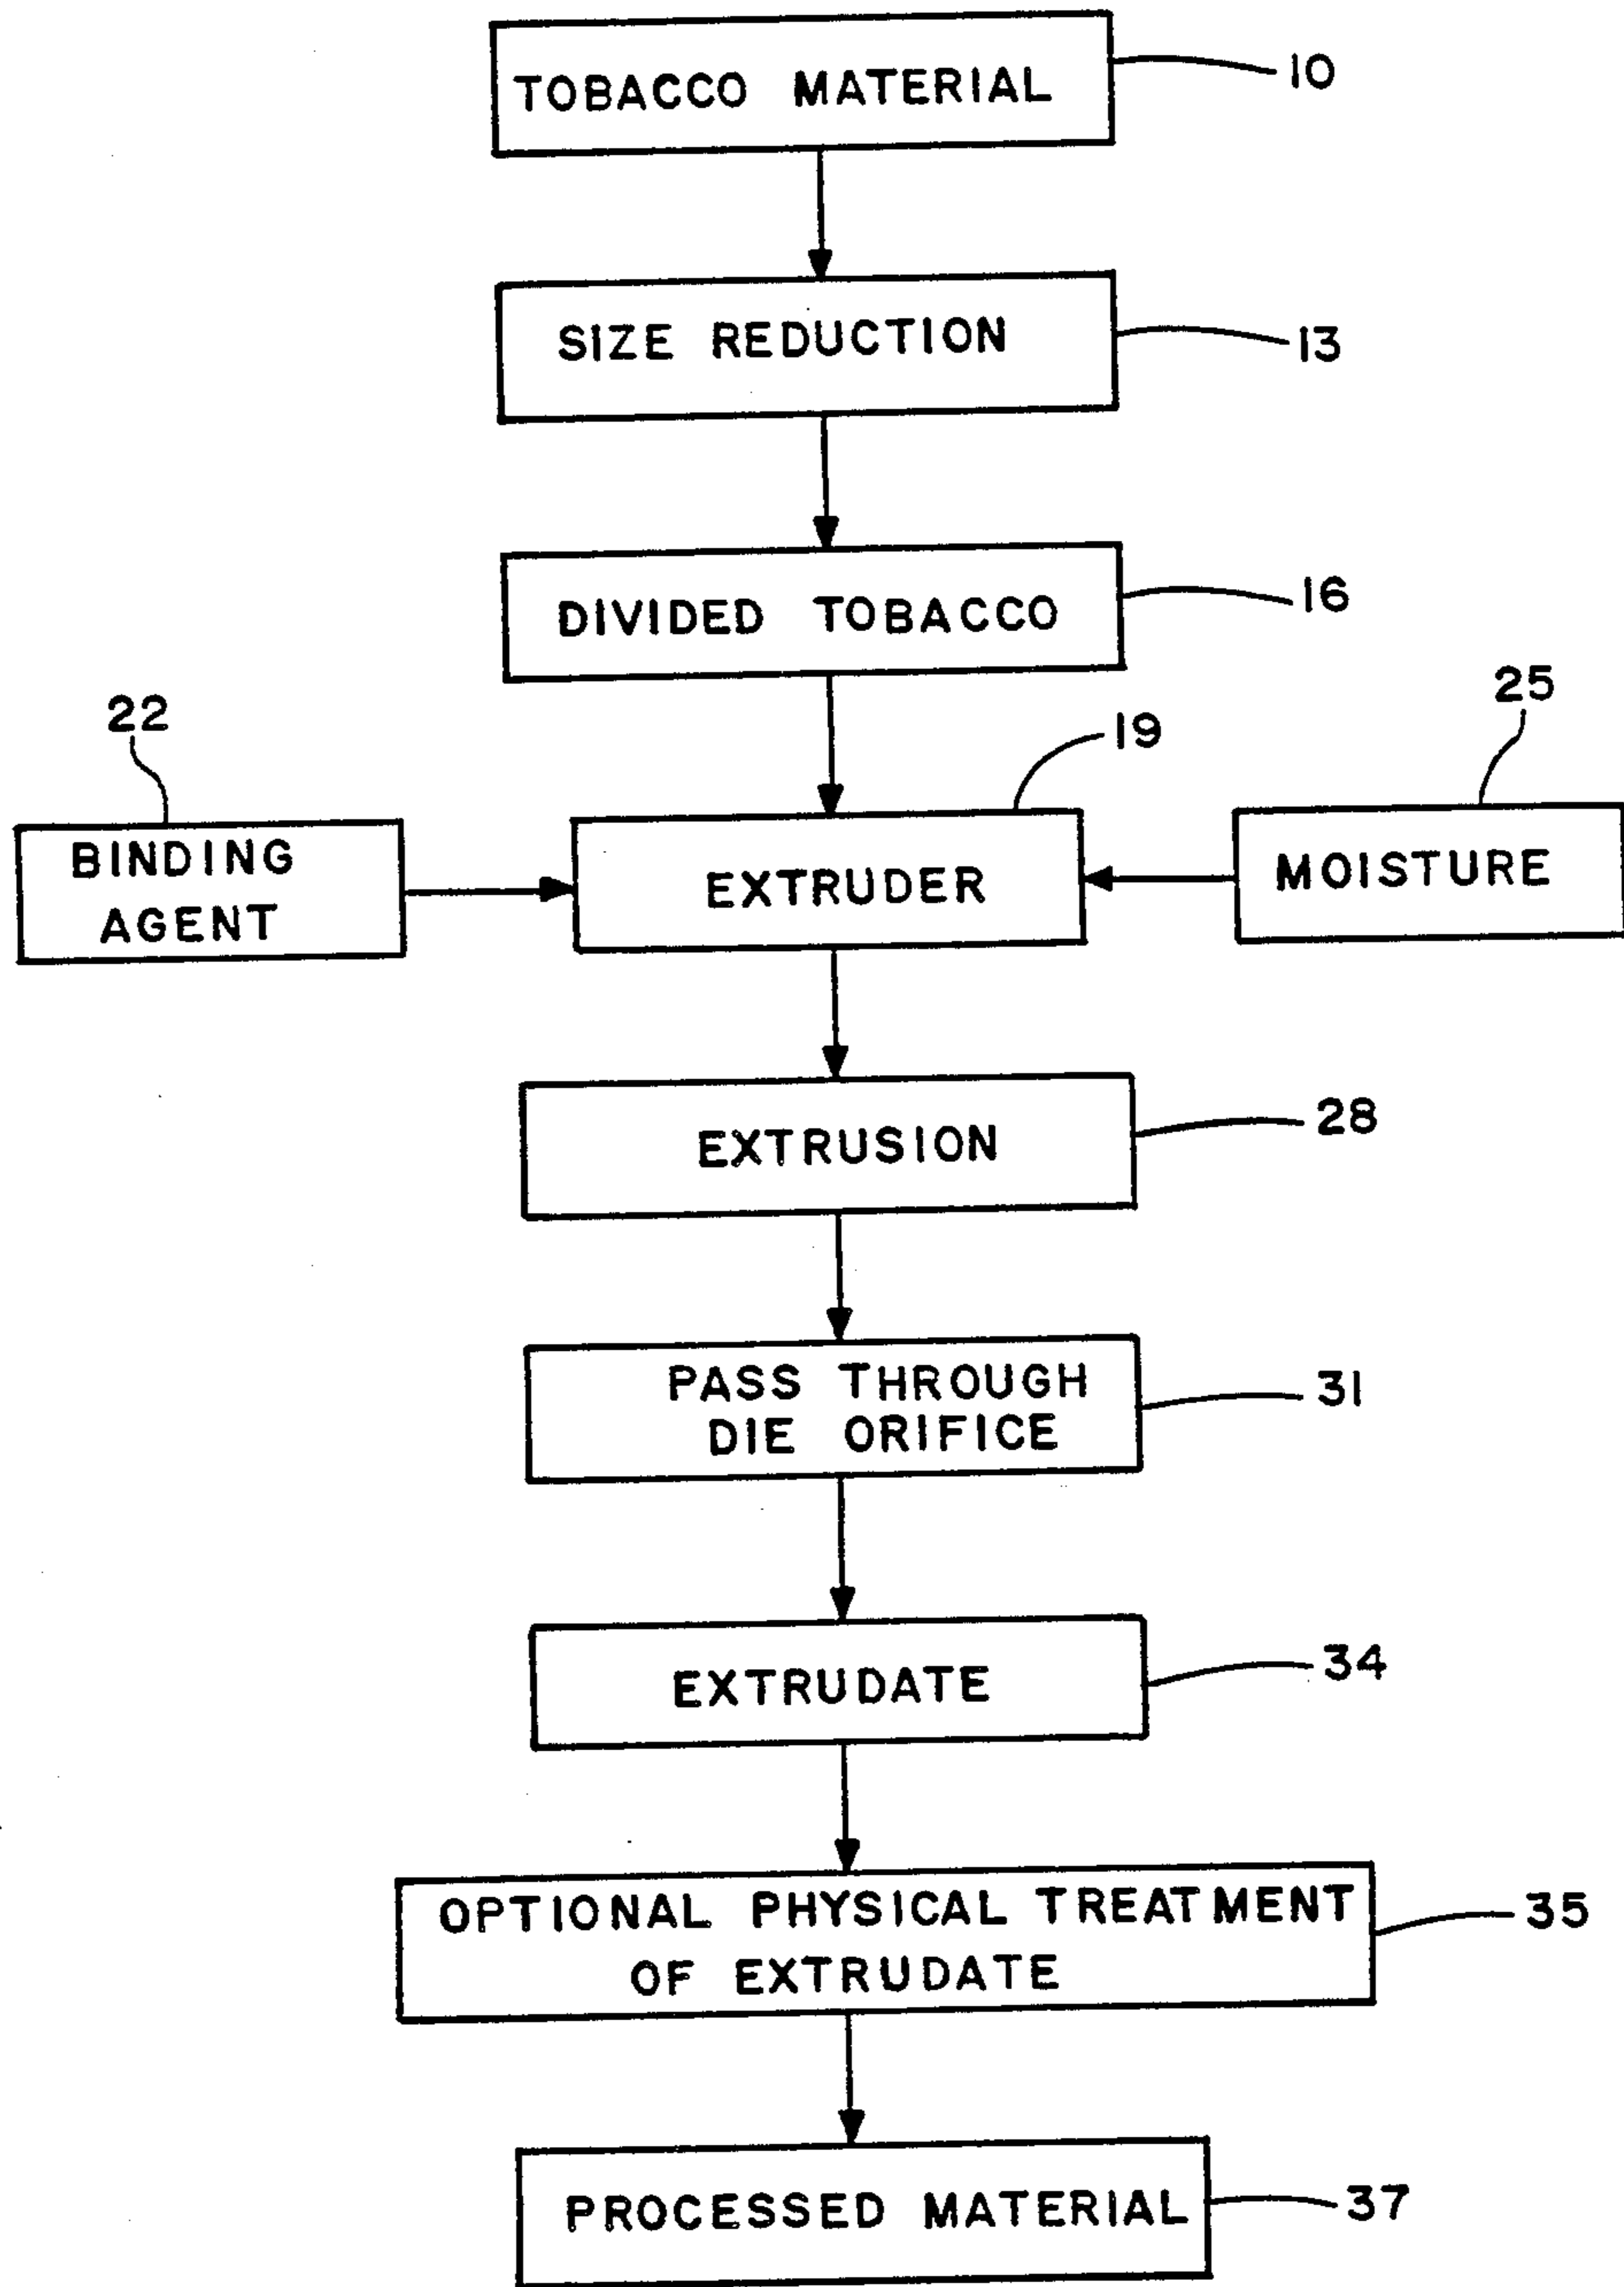 TOBACCO MATERIAL
10
SIZE REDUCTION
13
DIVIDED TOBACCO
16
22
19
25
BINDING
AGENT
EXTRUDER
MOISTURE
EXTRUSION
28
PASS THROUGH
DIE ORIFICE
31
EXTRUDATE
34
OPTIONAL PHYSICAL TREATMENT
OF EXTRUDATE
35
PROCESSED MATERIAL
37